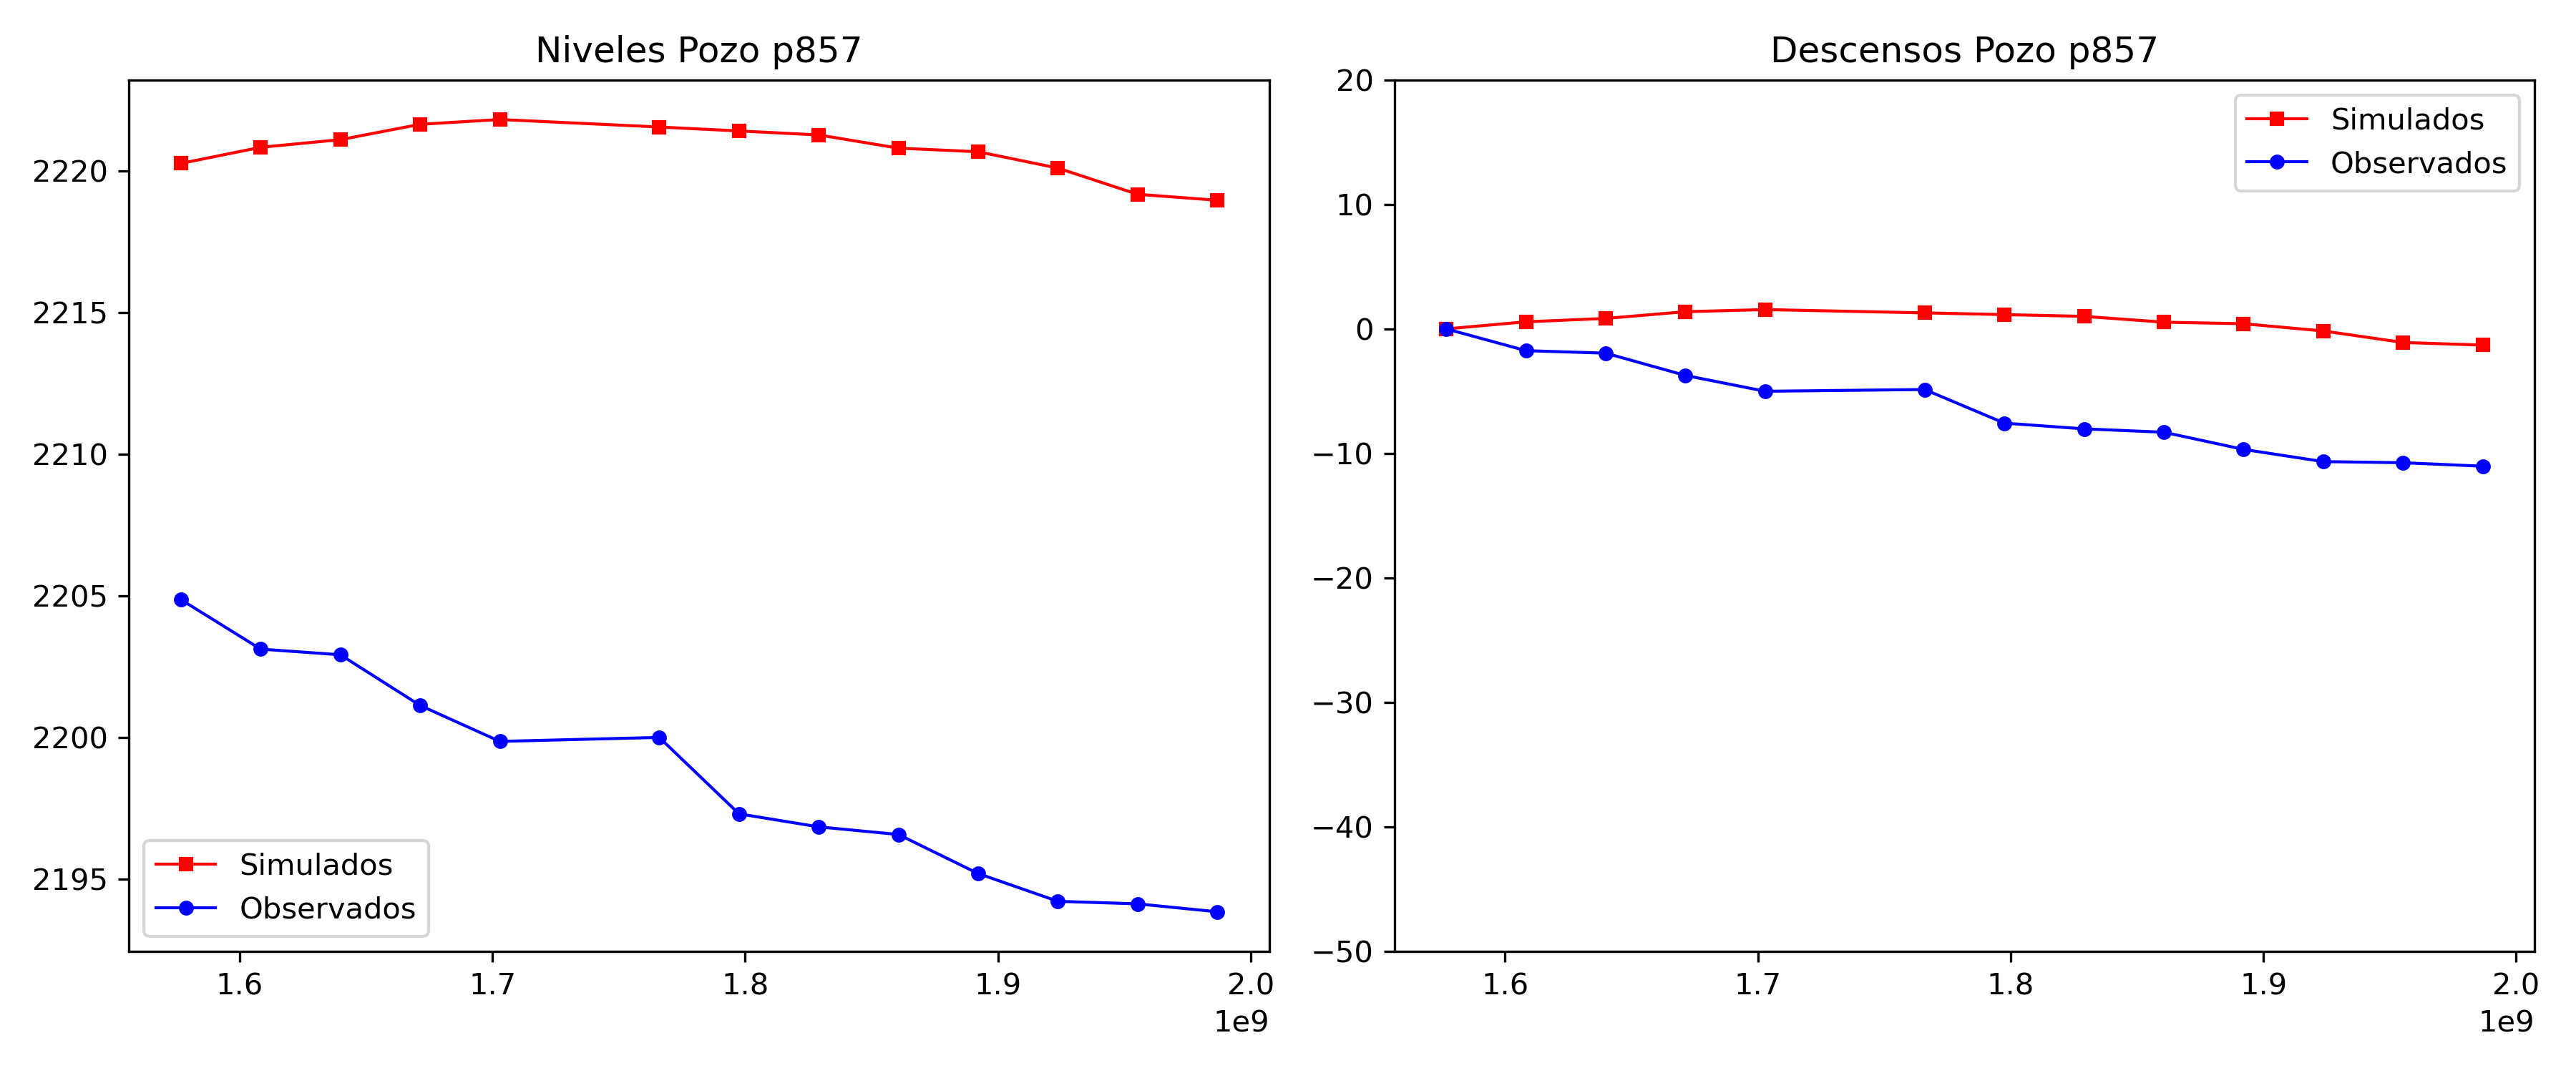 Niveles Pozo p857
2220
2215
2210
2205
2200
2195
Simulados
Observados
1.6 1.7 1.8 1.9 2.0
1e9
Descensos Pozo p857
20
10
0
−10
−20
−30
−40
−50
Simulados
Observados
1.6 1.7 1.8 1.9 2.0
1e9